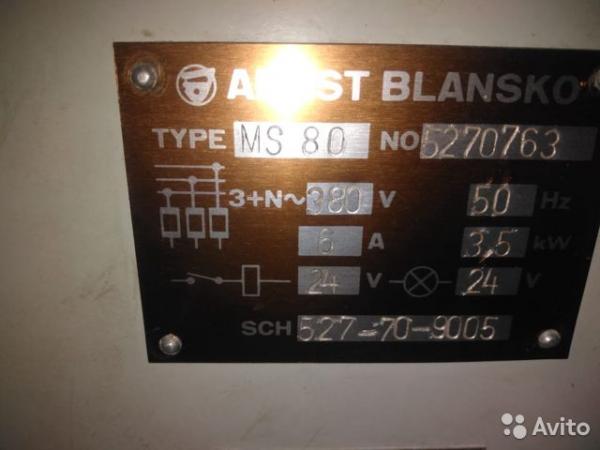 BLANSKO
TYPE MS 80 NO 5270763
3+N~380 V 50 Hz
6 A 3,5 kW
24 V 24 V
SCH 527-70-9005
Avito